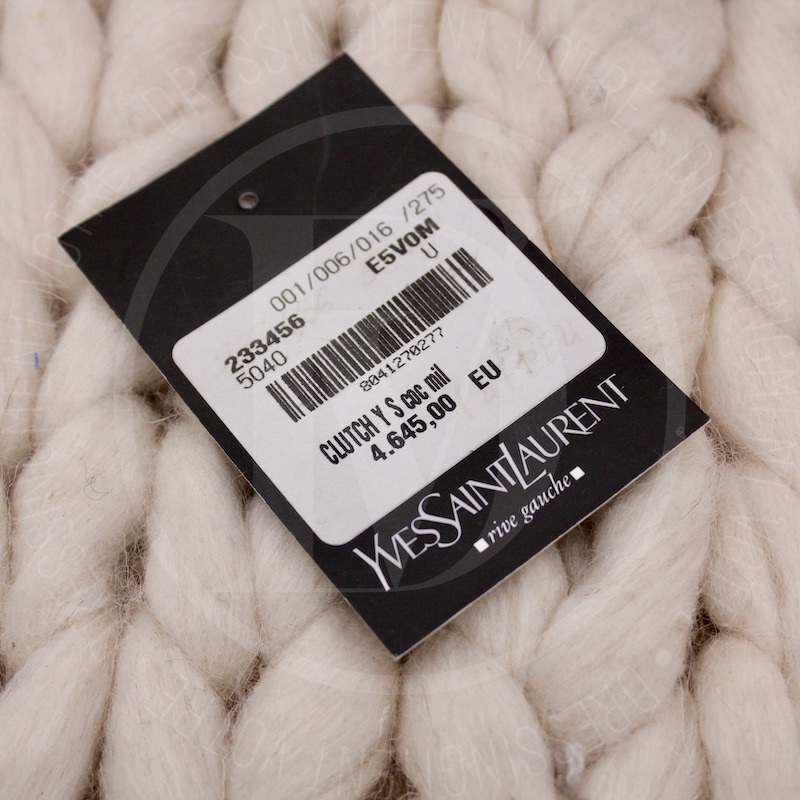 001/006/016 /275
233456 E5V0M
5040 U
8041270277
CLUTCH Y S coc mil
4.645,00 EU
YVESSAINTLAURENT
rive gauche